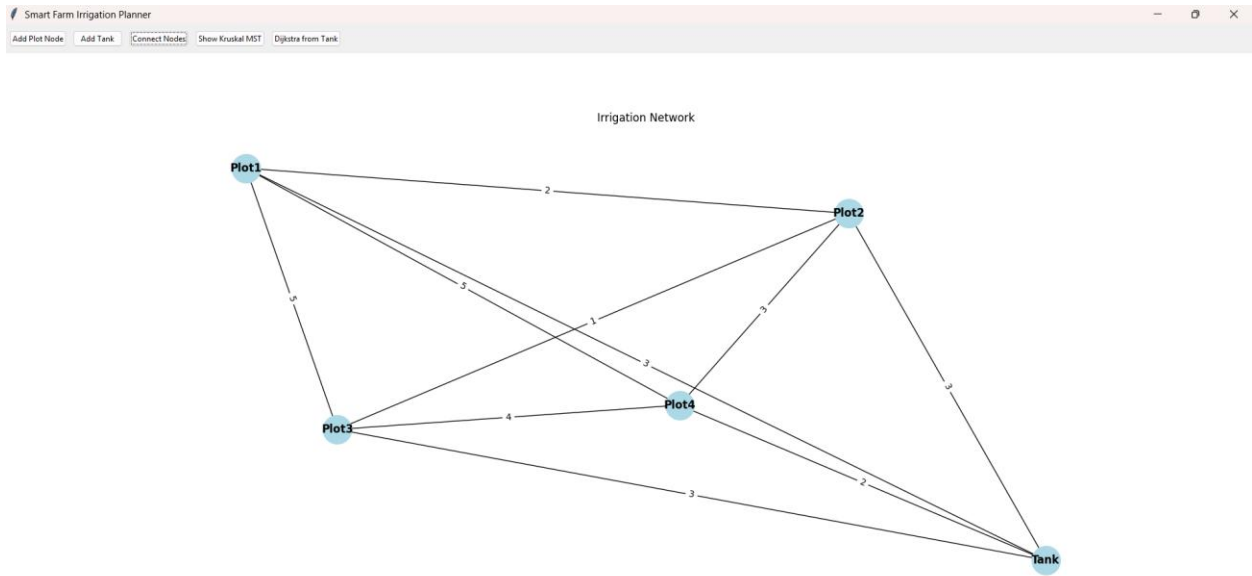 Smart Farm Irrigation Planner
Add Plot Node Add Tank Connect Nodes Show Kruskal MST Dijkstra from Tank
Irrigation Network
Plot1
2
Plot2
5
5
1
3
3
3
Plot4
4
Plot3
2
3
Tank